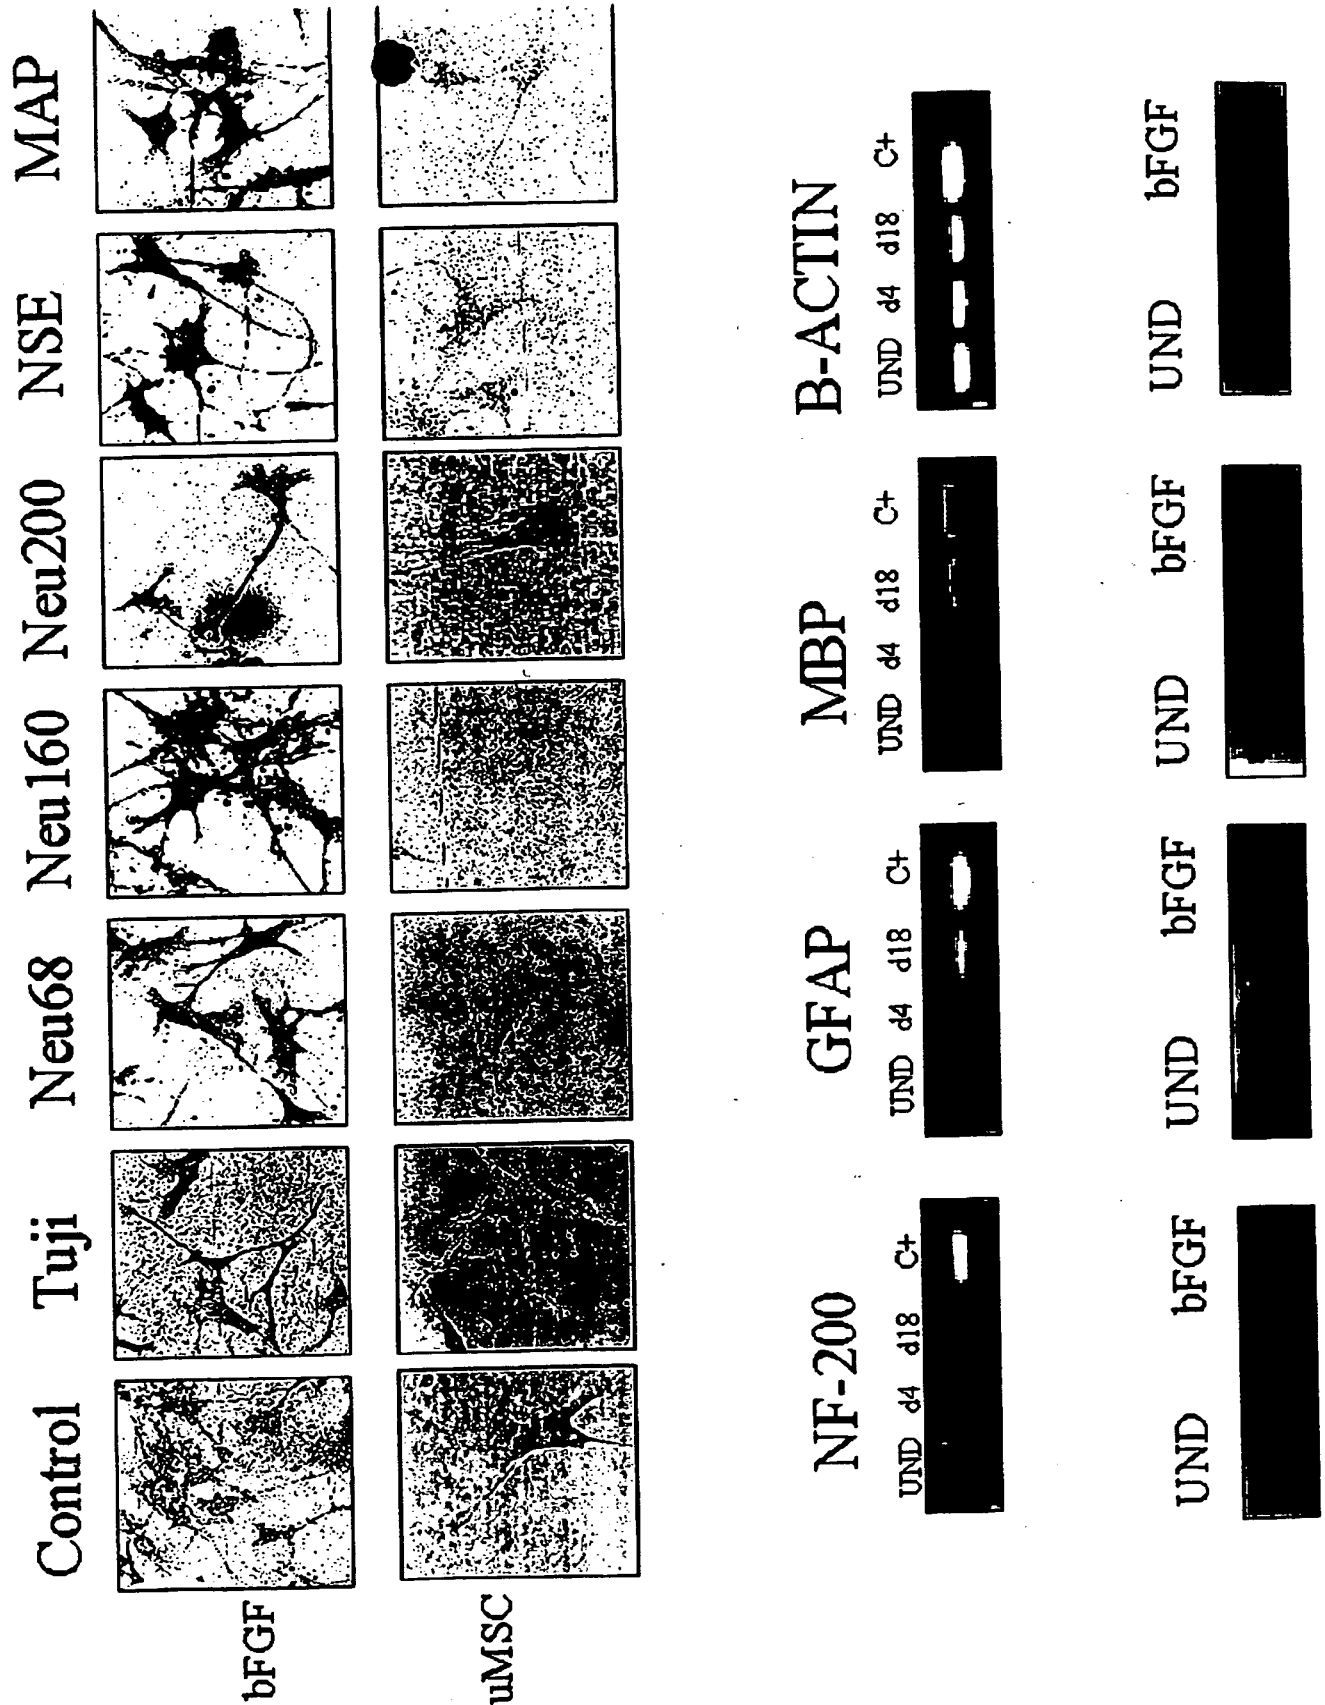 Control Tuji Neu68 Neu160 Neu200 NSE MAP
bFGF
uMSC
NF-200 GFAP MBP B-ACTIN
UND d4 d18 C+ UND d4 d18 C+ UND d4 d18 C+ UND d4 d18 C+
UND bFGF UND bFGF UND bFGF UND bFGF